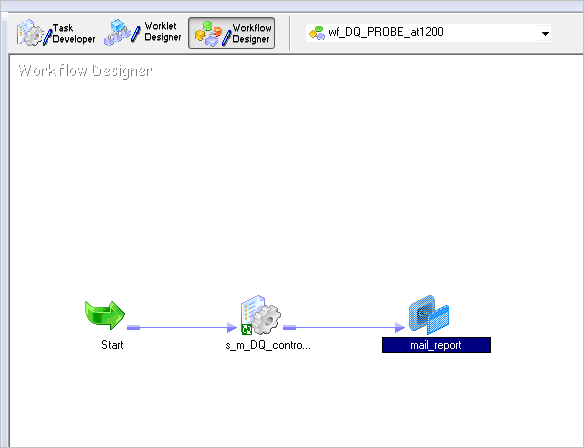 Task
Developer
Worklet
Designer
Workflow
Designer
wf_DQ_PROBE_at1200
Workflow Designer
Start
s_m_DQ_contro...
mail_report